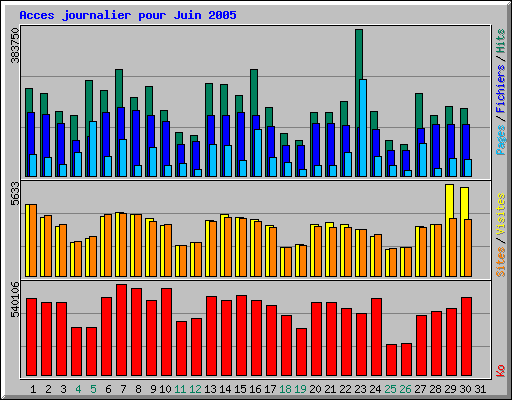 Acces journalier pour Juin 2005
383750
Pages / Fichiers / Hits
5633
Sites / Visites
540106
Ko
1 2 3 4 5 6 7 8 9 10 11 12 13 14 15 16 17 18 19 20 21 22 23 24 25 26 27 28 29 30 31